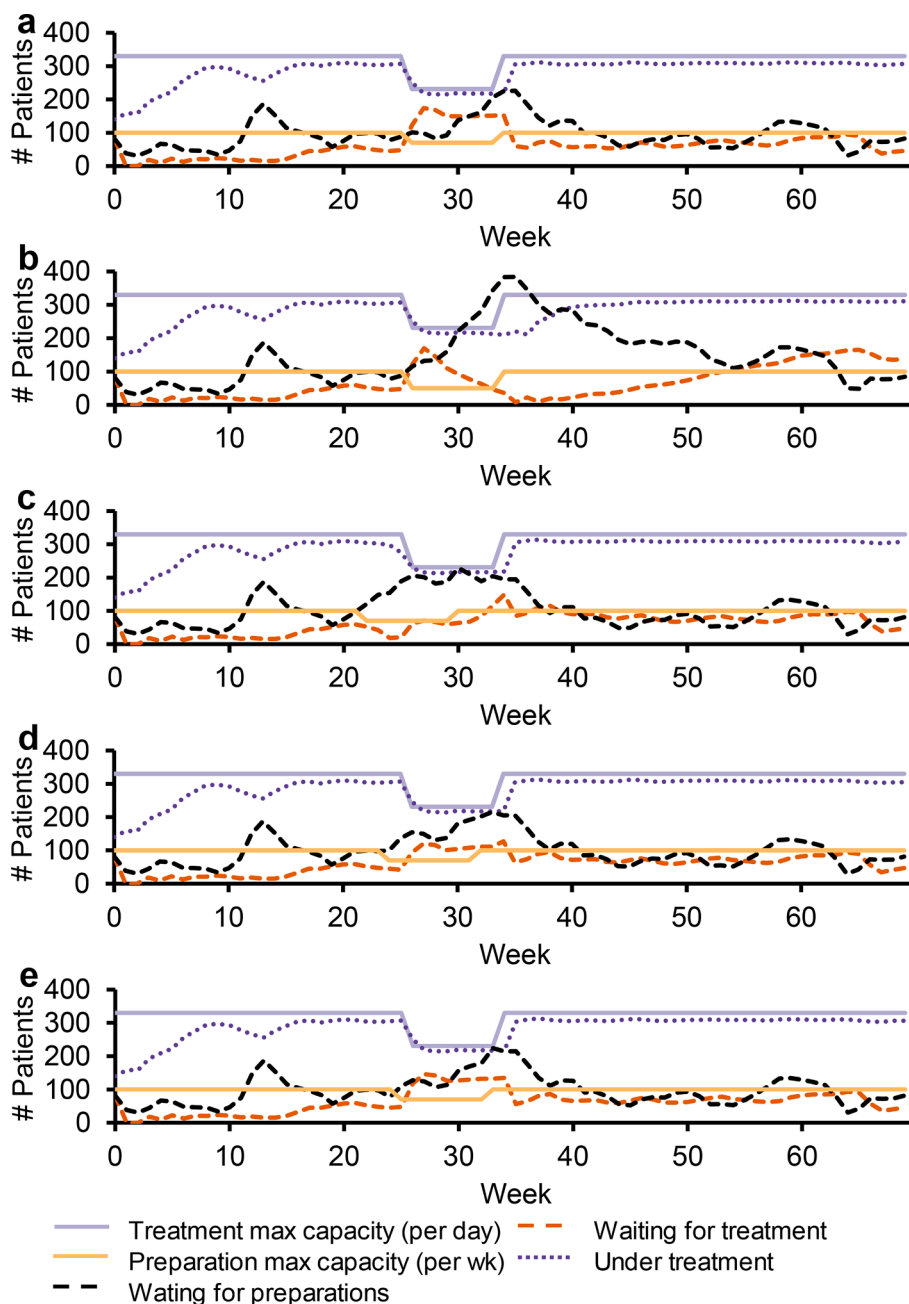 a
400
300
200
100
0
# Patients
0 10 20 30 40 50 60
Week
b
400
300
200
100
0
# Patients
0 10 20 30 40 50 60
Week
c
400
300
200
100
0
# Patients
0 10 20 30 40 50 60
Week
d
400
300
200
100
0
# Patients
0 10 20 30 40 50 60
Week
e
400
300
200
100
0
# Patients
0 10 20 30 40 50 60
Week
Treatment max capacity (per day) Waiting for treatment
Preparation max capacity (per wk) Under treatment
Wating for preparations